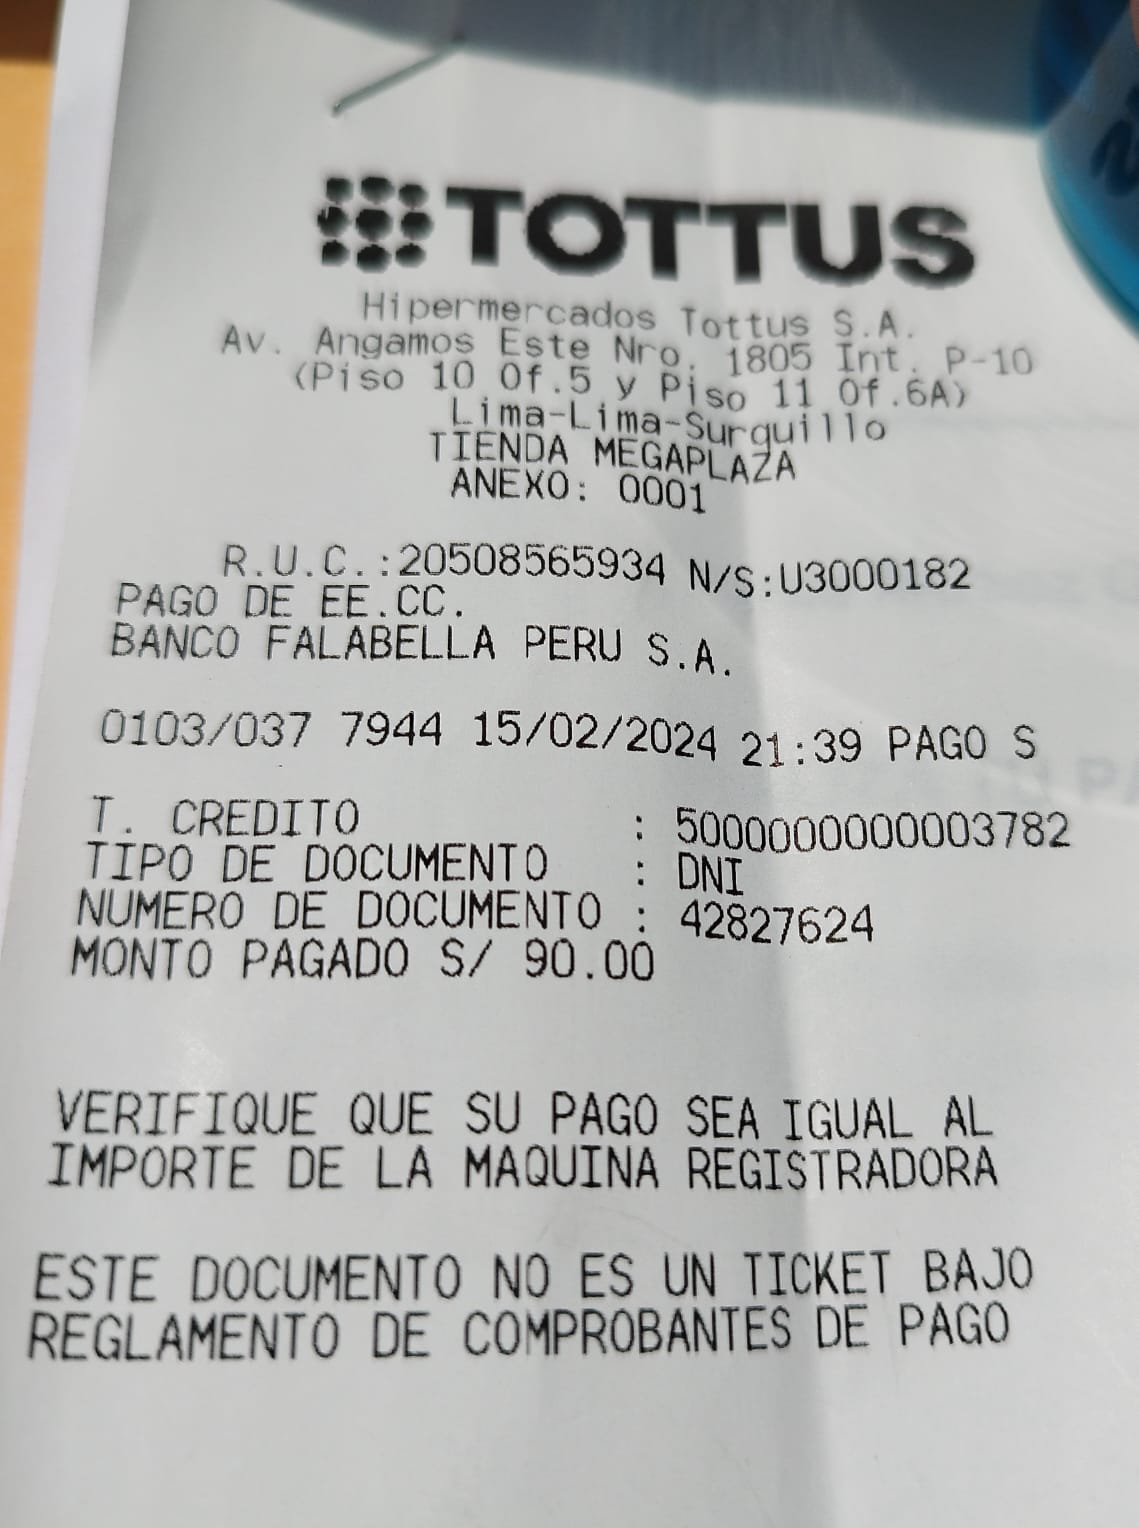 TOTTUS
Hipermercados Tottus S.A.
Av. Angamos Este Nro. 1805 Int. P-10
(Piso 10 Of.5 y Piso 11 Of.6A)
Lima-Lima-Surquillo
TIENDA MEGAPLAZA
ANEXO: 0001
R.U.C.:20508565934 N/S:U3000182
PAGO DE EE.CC.
BANCO FALABELLA PERU S.A.
0103/037 7944 15/02/2024 21:39 PAGO S
T. CREDITO : 5000000000003782
TIPO DE DOCUMENTO : DNI
NUMERO DE DOCUMENTO : 42827624
MONTO PAGADO S/ 90.00
VERIFIQUE QUE SU PAGO SEA IGUAL AL
IMPORTE DE LA MAQUINA REGISTRADORA
ESTE DOCUMENTO NO ES UN TICKET BAJO
REGLAMENTO DE COMPROBANTES DE PAGO